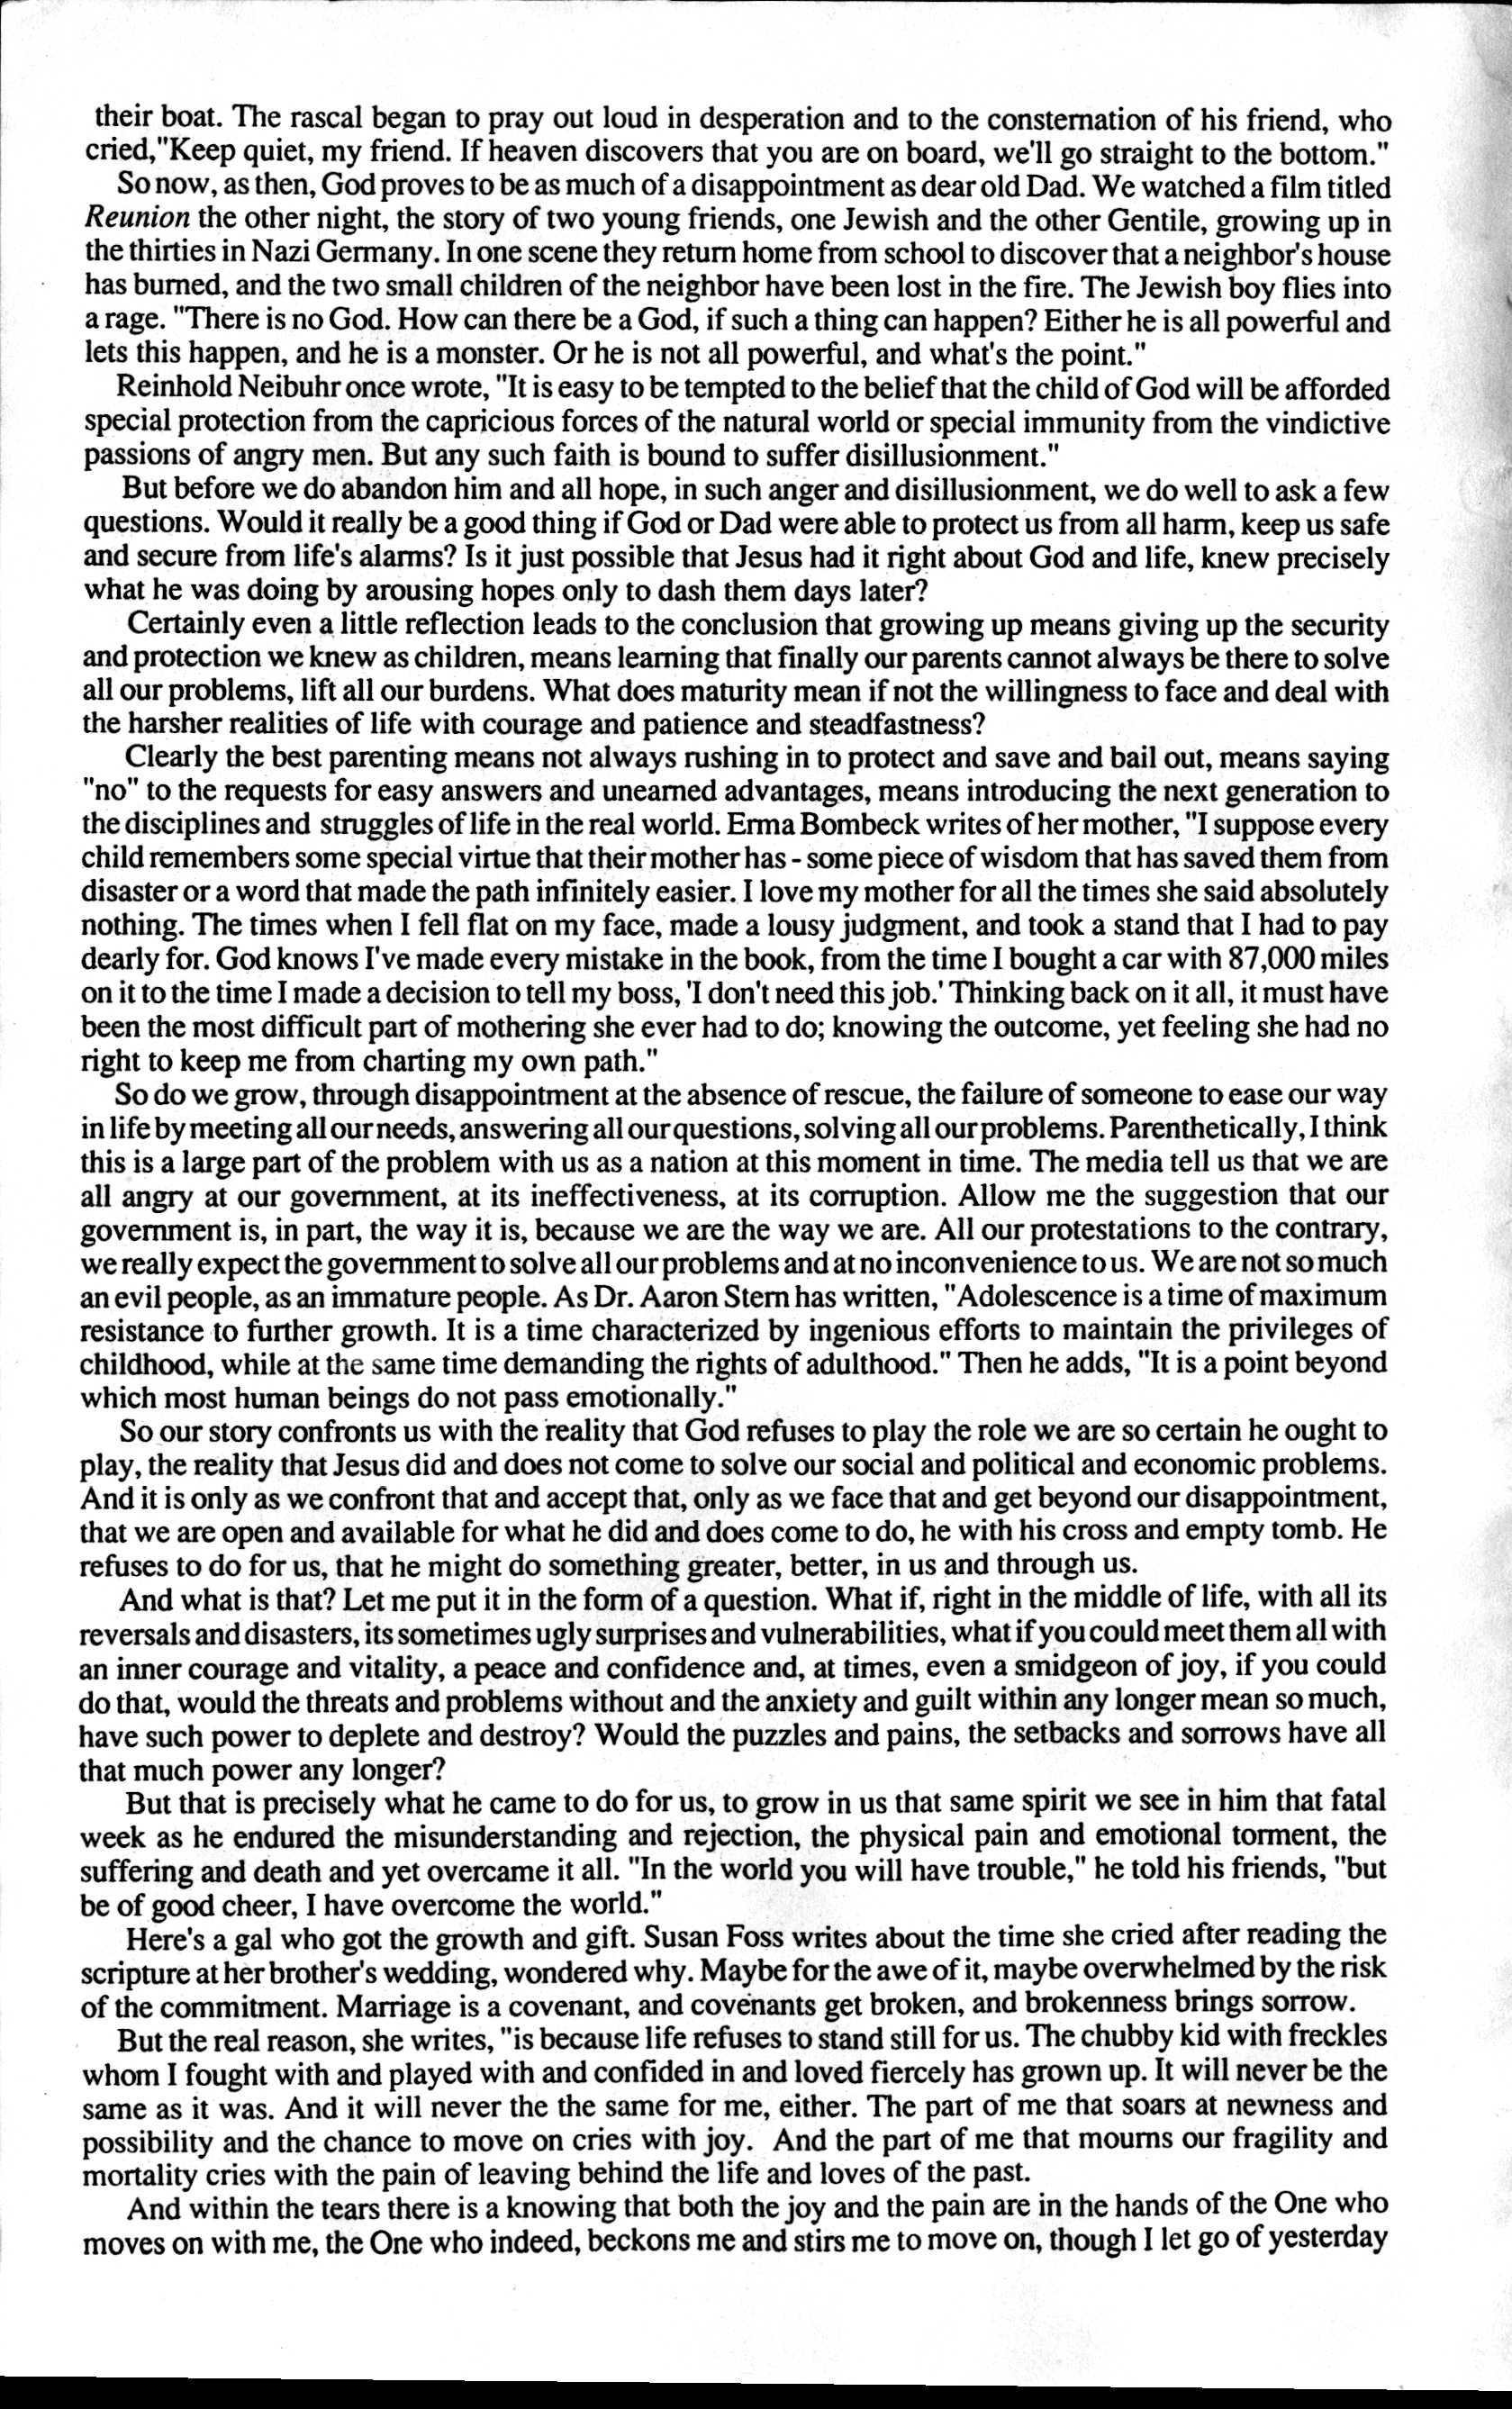 their boat. The rascal began to pray out loud in desperation and to the consternation of his friend, who
cried,"Keep quiet, my friend. If heaven discovers that you are on board, we'll go straight to the bottom."
So now, as then, God proves to be as much of a disappointment as dear old Dad. We watched a film titled
Reunion the other night, the story of two young friends, one Jewish and the other Gentile, growing up in
the thirties in Nazi Germany. In one scene they return home from school to discover that a neighbor's house
has burned, and the two small children of the neighbor have been lost in the fire. The Jewish boy flies into
a rage. "There is no God. How can there be a God, if such a thing can happen? Either he is all powerful and
lets this happen, and he is a monster. Or he is not all powerful, and what's the point."
Reinhold Neibuhr once wrote, "It is easy to be tempted to the belief that the child of God will be afforded
special protection from the capricious forces of the natural world or special immunity from the vindictive
passions of angry men. But any such faith is bound to suffer disillusionment."
But before we do abandon him and all hope, in such anger and disillusionment, we do well to ask a few
questions. Would it really be a good thing if God or Dad were able to protect us from all harm, keep us safe
and secure from life's alarms? Is it just possible that Jesus had it right about God and life, knew precisely
what he was doing by arousing hopes only to dash them days later?
Certainly even a little reflection leads to the conclusion that growing up means giving up the security
and protection we knew as children, means learning that finally our parents cannot always be there to solve
all our problems, lift all our burdens. What does maturity mean if not the willingness to face and deal with
the harsher realities of life with courage and patience and steadfastness?
Clearly the best parenting means not always rushing in to protect and save and bail out, means saying
"no" to the requests for easy answers and unearned advantages, means introducing the next generation to
the disciplines and struggles of life in the real world. Erma Bombeck writes of her mother, "I suppose every
child remembers some special virtue that their mother has - some piece of wisdom that has saved them from
disaster or a word that made the path infinitely easier. I love my mother for all the times she said absolutely
nothing. The times when I fell flat on my face, made a lousy judgment, and took a stand that I had to pay
dearly for. God knows I've made every mistake in the book, from the time I bought a car with 87,000 miles
on it to the time I made a decision to tell my boss, 'I don't need this job.' Thinking back on it all, it must have
been the most difficult part of mothering she ever had to do; knowing the outcome, yet feeling she had no
right to keep me from charting my own path."
So do we grow, through disappointment at the absence of rescue, the failure of someone to ease our way
in life by meeting all our needs, answering all our questions, solving all our problems. Parenthetically, I think
this is a large part of the problem with us as a nation at this moment in time. The media tell us that we are
all angry at our government, at its ineffectiveness, at its corruption. Allow me the suggestion that our
government is, in part, the way it is, because we are the way we are. All our protestations to the contrary,
we really expect the government to solve all our problems and at no inconvenience to us. We are not so much
an evil people, as an immature people. As Dr. Aaron Stern has written, "Adolescence is a time of maximum
resistance to further growth. It is a time characterized by ingenious efforts to maintain the privileges of
childhood, while at the same time demanding the rights of adulthood." Then he adds, "It is a point beyond
which most human beings do not pass emotionally."
So our story confronts us with the reality that God refuses to play the role we are so certain he ought to
play, the reality that Jesus did and does not come to solve our social and political and economic problems.
And it is only as we confront that and accept that, only as we face that and get beyond our disappointment,
that we are open and available for what he did and does come to do, he with his cross and empty tomb. He
refuses to do for us, that he might do something greater, better, in us and through us.
And what is that? Let me put it in the form of a question. What if, right in the middle of life, with all its
reversals and disasters, its sometimes ugly surprises and vulnerabilities, what if you could meet them all with
an inner courage and vitality, a peace and confidence and, at times, even a smidgeon of joy, if you could
do that, would the threats and problems without and the anxiety and guilt within any longer mean so much,
have such power to deplete and destroy? Would the puzzles and pains, the setbacks and sorrows have all
that much power any longer?
But that is precisely what he came to do for us, to grow in us that same spirit we see in him that fatal
week as he endured the misunderstanding and rejection, the physical pain and emotional torment, the
suffering and death and yet overcame it all. "In the world you will have trouble," he told his friends, "but
be of good cheer, I have overcome the world."
Here's a gal who got the growth and gift. Susan Foss writes about the time she cried after reading the
scripture at her brother's wedding, wondered why. Maybe for the awe of it, maybe overwhelmed by the risk
of the commitment. Marriage is a covenant, and covenants get broken, and brokenness brings sorrow.
But the real reason, she writes, "is because life refuses to stand still for us. The chubby kid with freckles
whom I fought with and played with and confided in and loved fiercely has grown up. It will never be the
same as it was. And it will never the the same for me, either. The part of me that soars at newness and
possibility and the chance to move on cries with joy. And the part of me that mourns our fragility and
mortality cries with the pain of leaving behind the life and loves of the past.
And within the tears there is a knowing that both the joy and the pain are in the hands of the One who
moves on with me, the One who indeed, beckons me and stirs me to move on, though I let go of yesterday